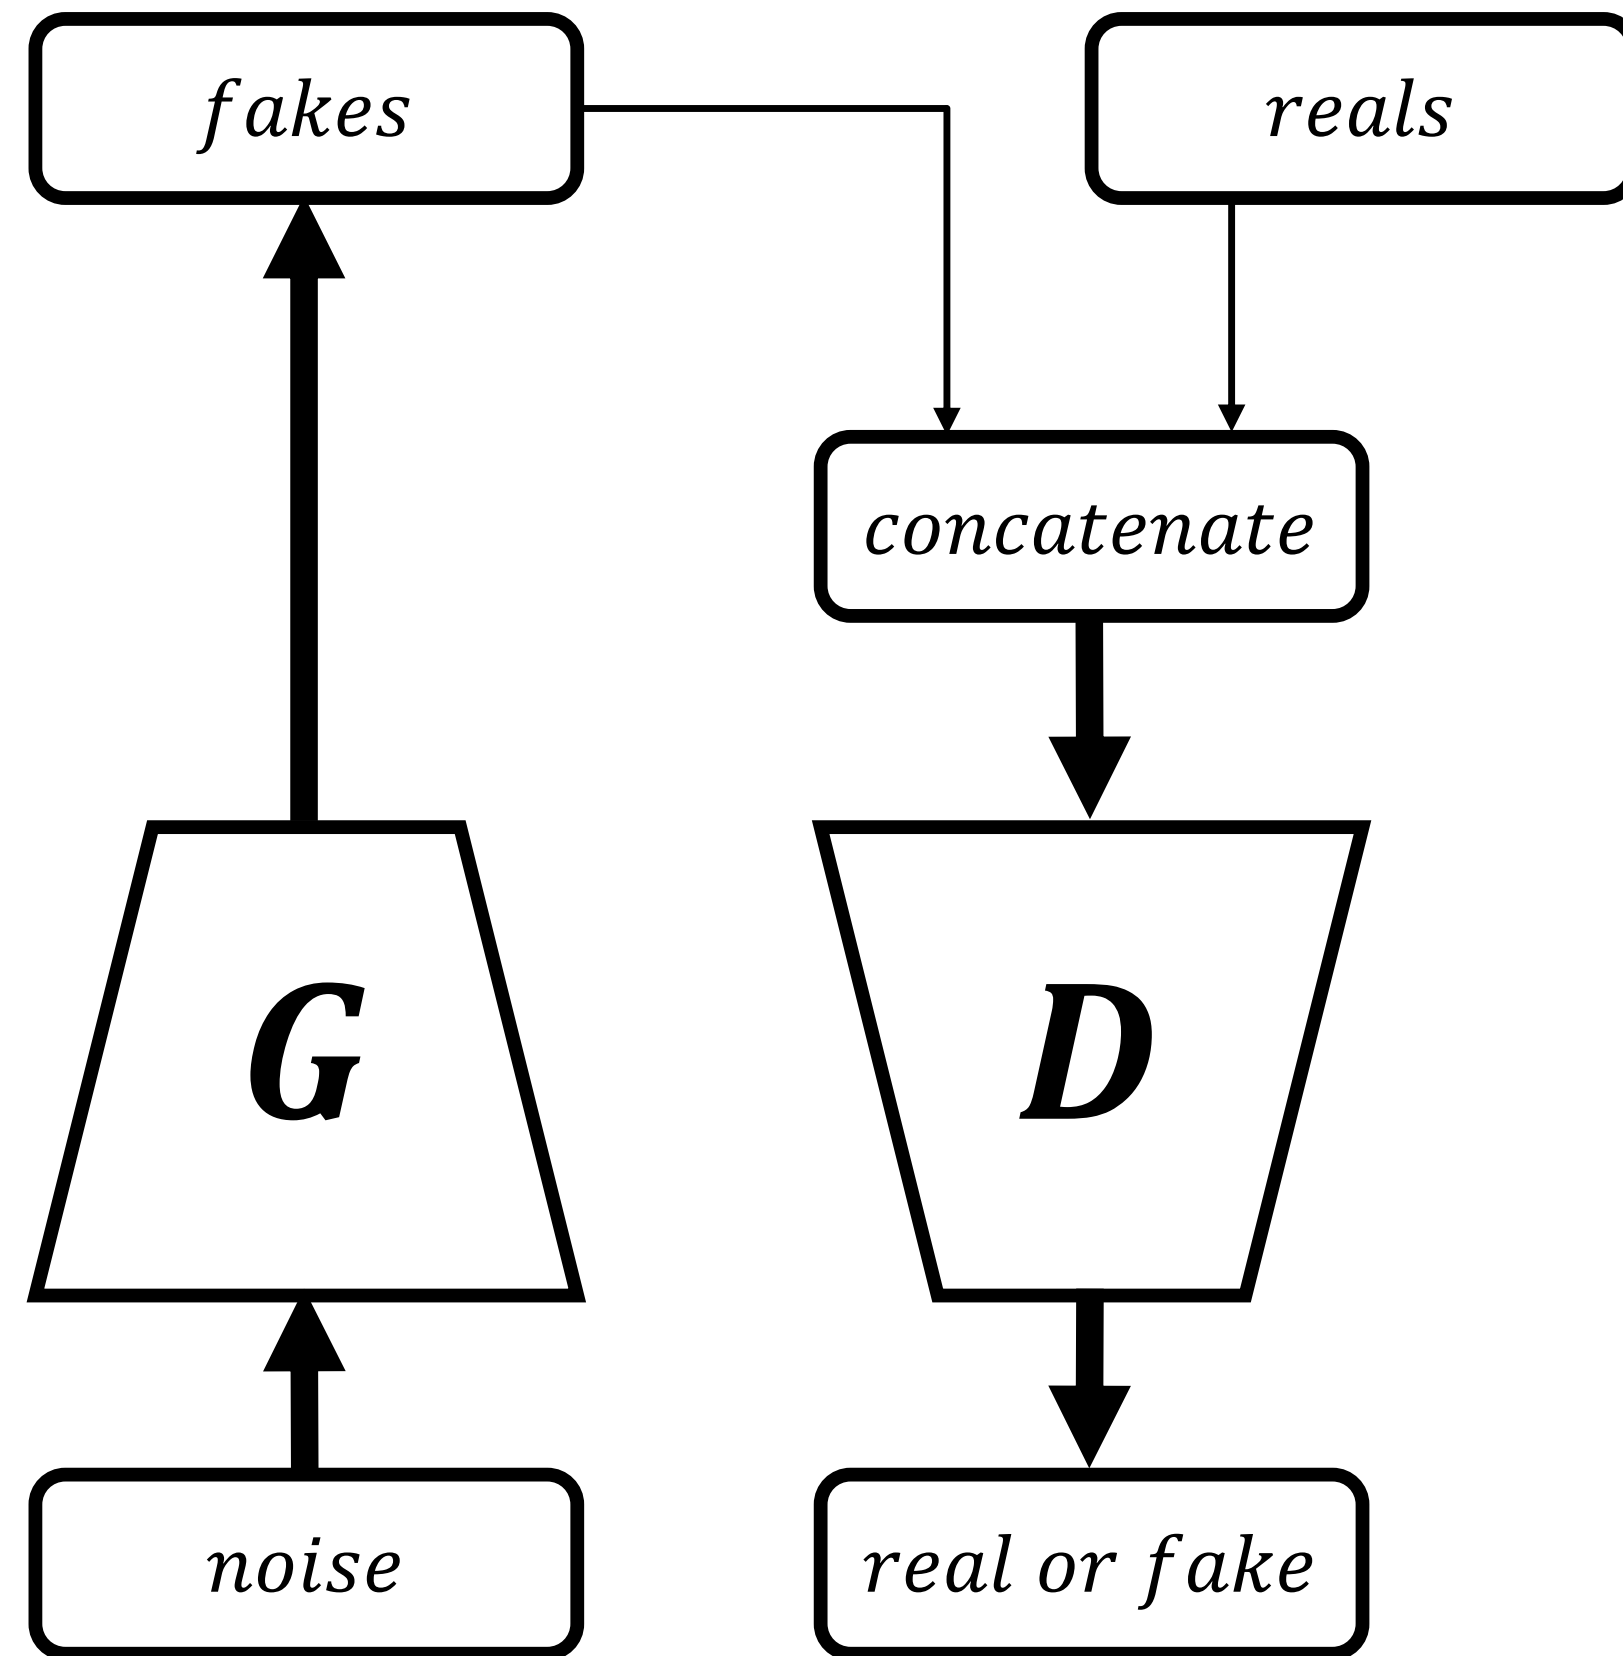 fakes
reals
concatenate
G
D
noise
real or fake